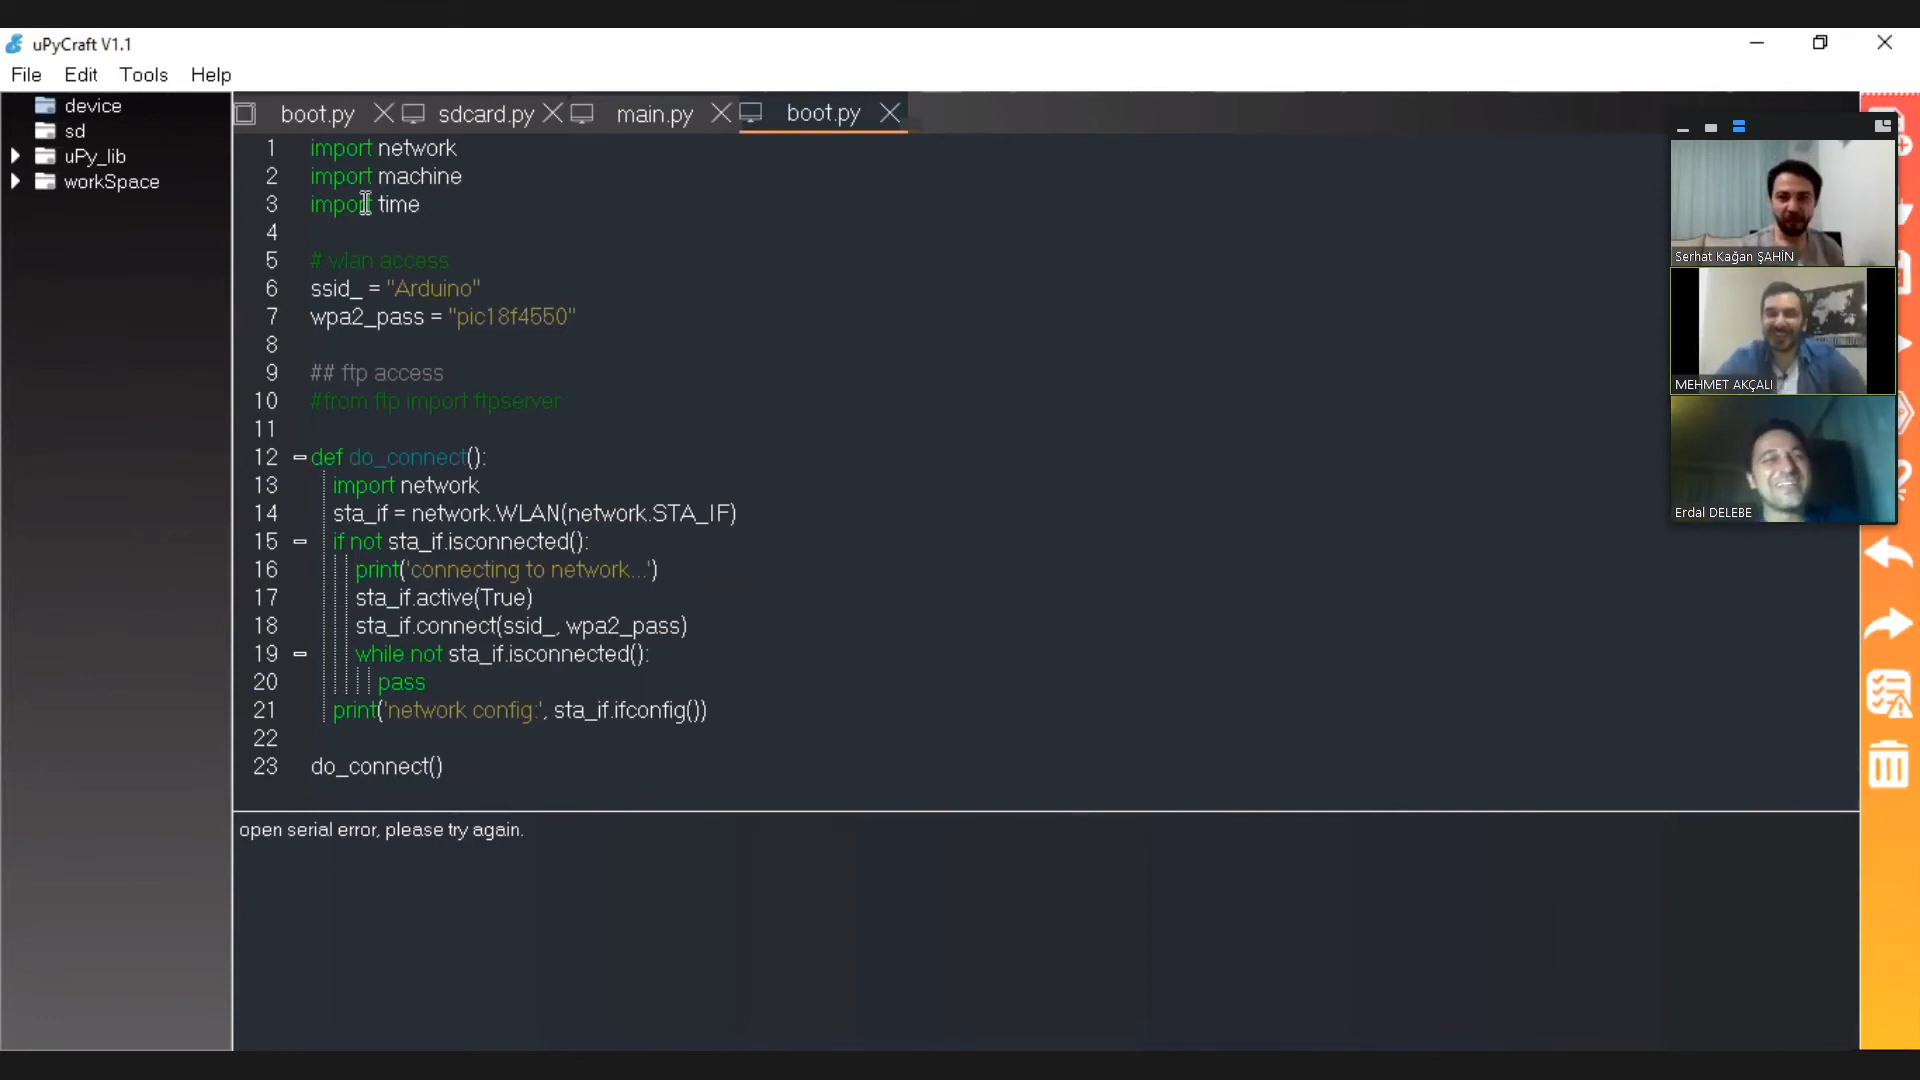 uPyCraft V1.1
File Edit Tools Help
device
sd
uPy_lib
workSpace
boot.py sdcard.py main.py boot.py
1 import network
2 import machine
3 import time
4
5 # wlan access
6 ssid_ = "Arduino"
7 wpa2_pass = "pic18f4550"
8
9 ## ftp access
10 #from ftp import ftpserver
11
12 def do_connect():
13 import network
14 sta_if = network.WLAN(network.STA_IF)
15 if not sta_if.isconnected():
16 print('connecting to network...')
17 sta_if.active(True)
18 sta_if.connect(ssid_, wpa2_pass)
19 while not sta_if.isconnected():
20 pass
21 print('network config:', sta_if.ifconfig())
22
23 do_connect()
open serial error, please try again.
Serhat Kağan ŞAHİN
MEHMET AKÇALI
Erdal DELEBE